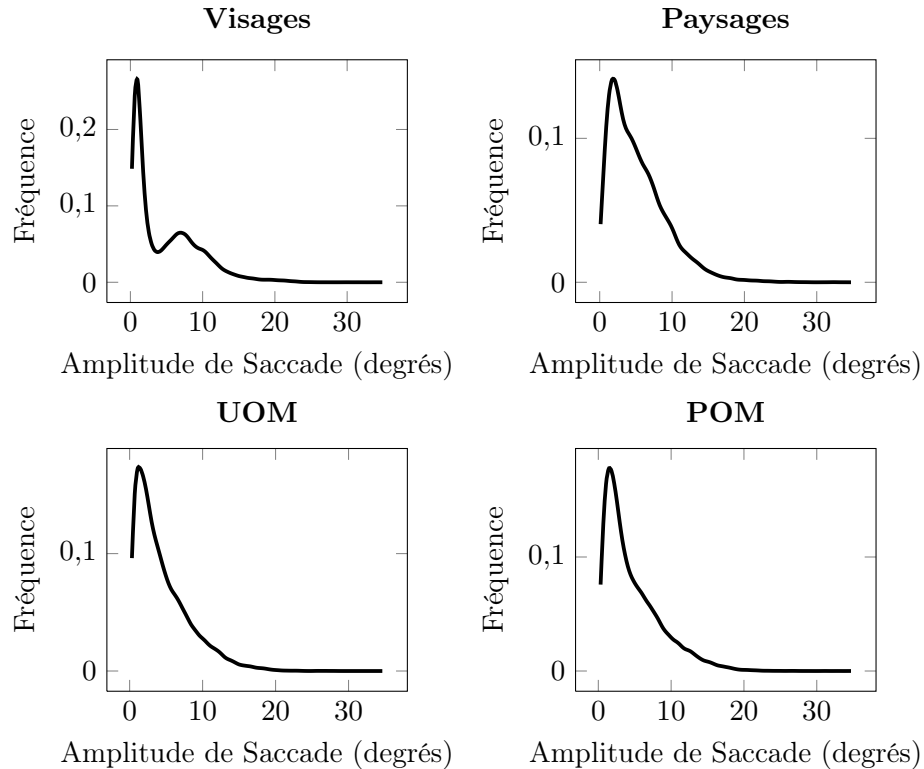 Visages
0,2
0,1
0
Fréquence
0 10 20 30
Amplitude de Saccade (degrés)
Paysages
0,1
0
Fréquence
0 10 20 30
Amplitude de Saccade (degrés)
UOM
0,1
0
Fréquence
0 10 20 30
Amplitude de Saccade (degrés)
POM
0,1
0
Fréquence
0 10 20 30
Amplitude de Saccade (degrés)